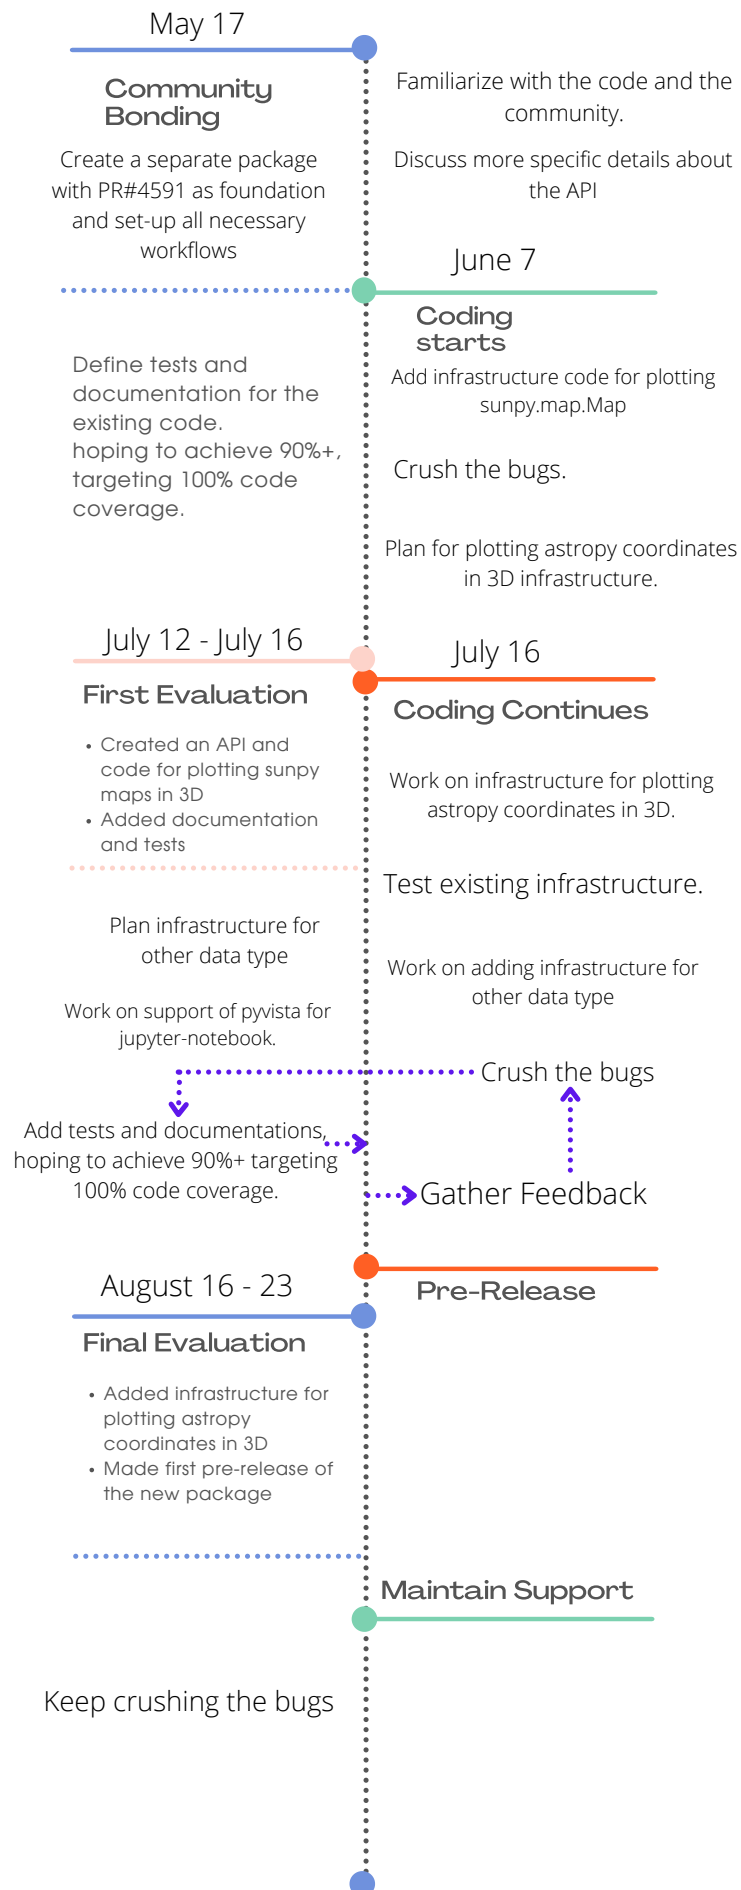 May 17
Community
Bonding
Create a separate package
with PR#4591 as foundation
and set-up all necessary
workflows
Familiarize with the code and the
community.
Discuss more specific details about
the API
June 7
Coding
starts
Add infrastructure code for plotting
sunpy.map.Map
Define tests and
documentation for the
existing code.
hoping to achieve 90%+,
targeting 100% code
coverage.
Crush the bugs.
Plan for plotting astropy coordinates
in 3D infrastructure.
July 12 - July 16
First Evaluation
• Created an API and
code for plotting sunpy
maps in 3D
• Added documentation
and tests
July 16
Coding Continues
Work on infrastructure for plotting
astropy coordinates in 3D.
Test existing infrastructure.
Plan infrastructure for
other data type
Work on adding infrastructure for
other data type
Work on support of pyvista for
jupyter-notebook.
Crush the bugs
Add tests and documentations,
hoping to achieve 90%+ targeting
100% code coverage.
Gather Feedback
Pre-Release
August 16 - 23
Final Evaluation
• Added infrastructure for
plotting astropy
coordinates in 3D
• Made first pre-release of
the new package
Maintain Support
Keep crushing the bugs